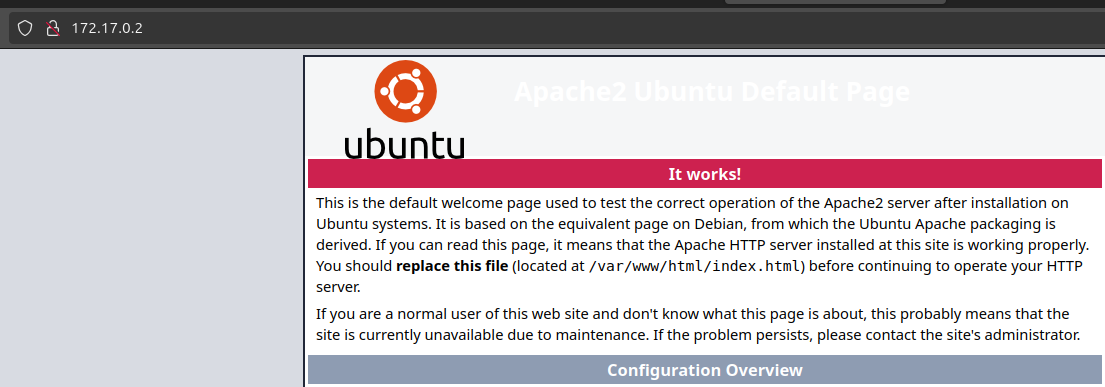 172.17.0.2
Apache2 Ubuntu Default Page
ubuntu
It works!
This is the default welcome page used to test the correct operation of the Apache2 server after installation on
Ubuntu systems. It is based on the equivalent page on Debian, from which the Ubuntu Apache packaging is
derived. If you can read this page, it means that the Apache HTTP server installed at this site is working properly.
You should replace this file (located at /var/www/html/index.html) before continuing to operate your HTTP
server.
If you are a normal user of this web site and don't know what this page is about, this probably means that the
site is currently unavailable due to maintenance. If the problem persists, please contact the site's administrator.
Configuration Overview